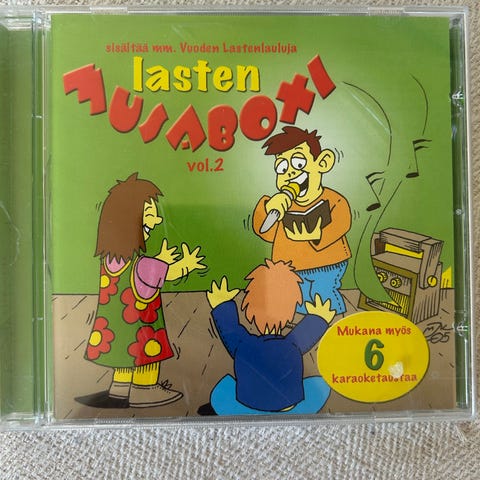 sisältää mm. Vuoden Lastenlauluja
lasten
MUSABOXI
vol.2
Mukana myös
6
karaoketaustaa